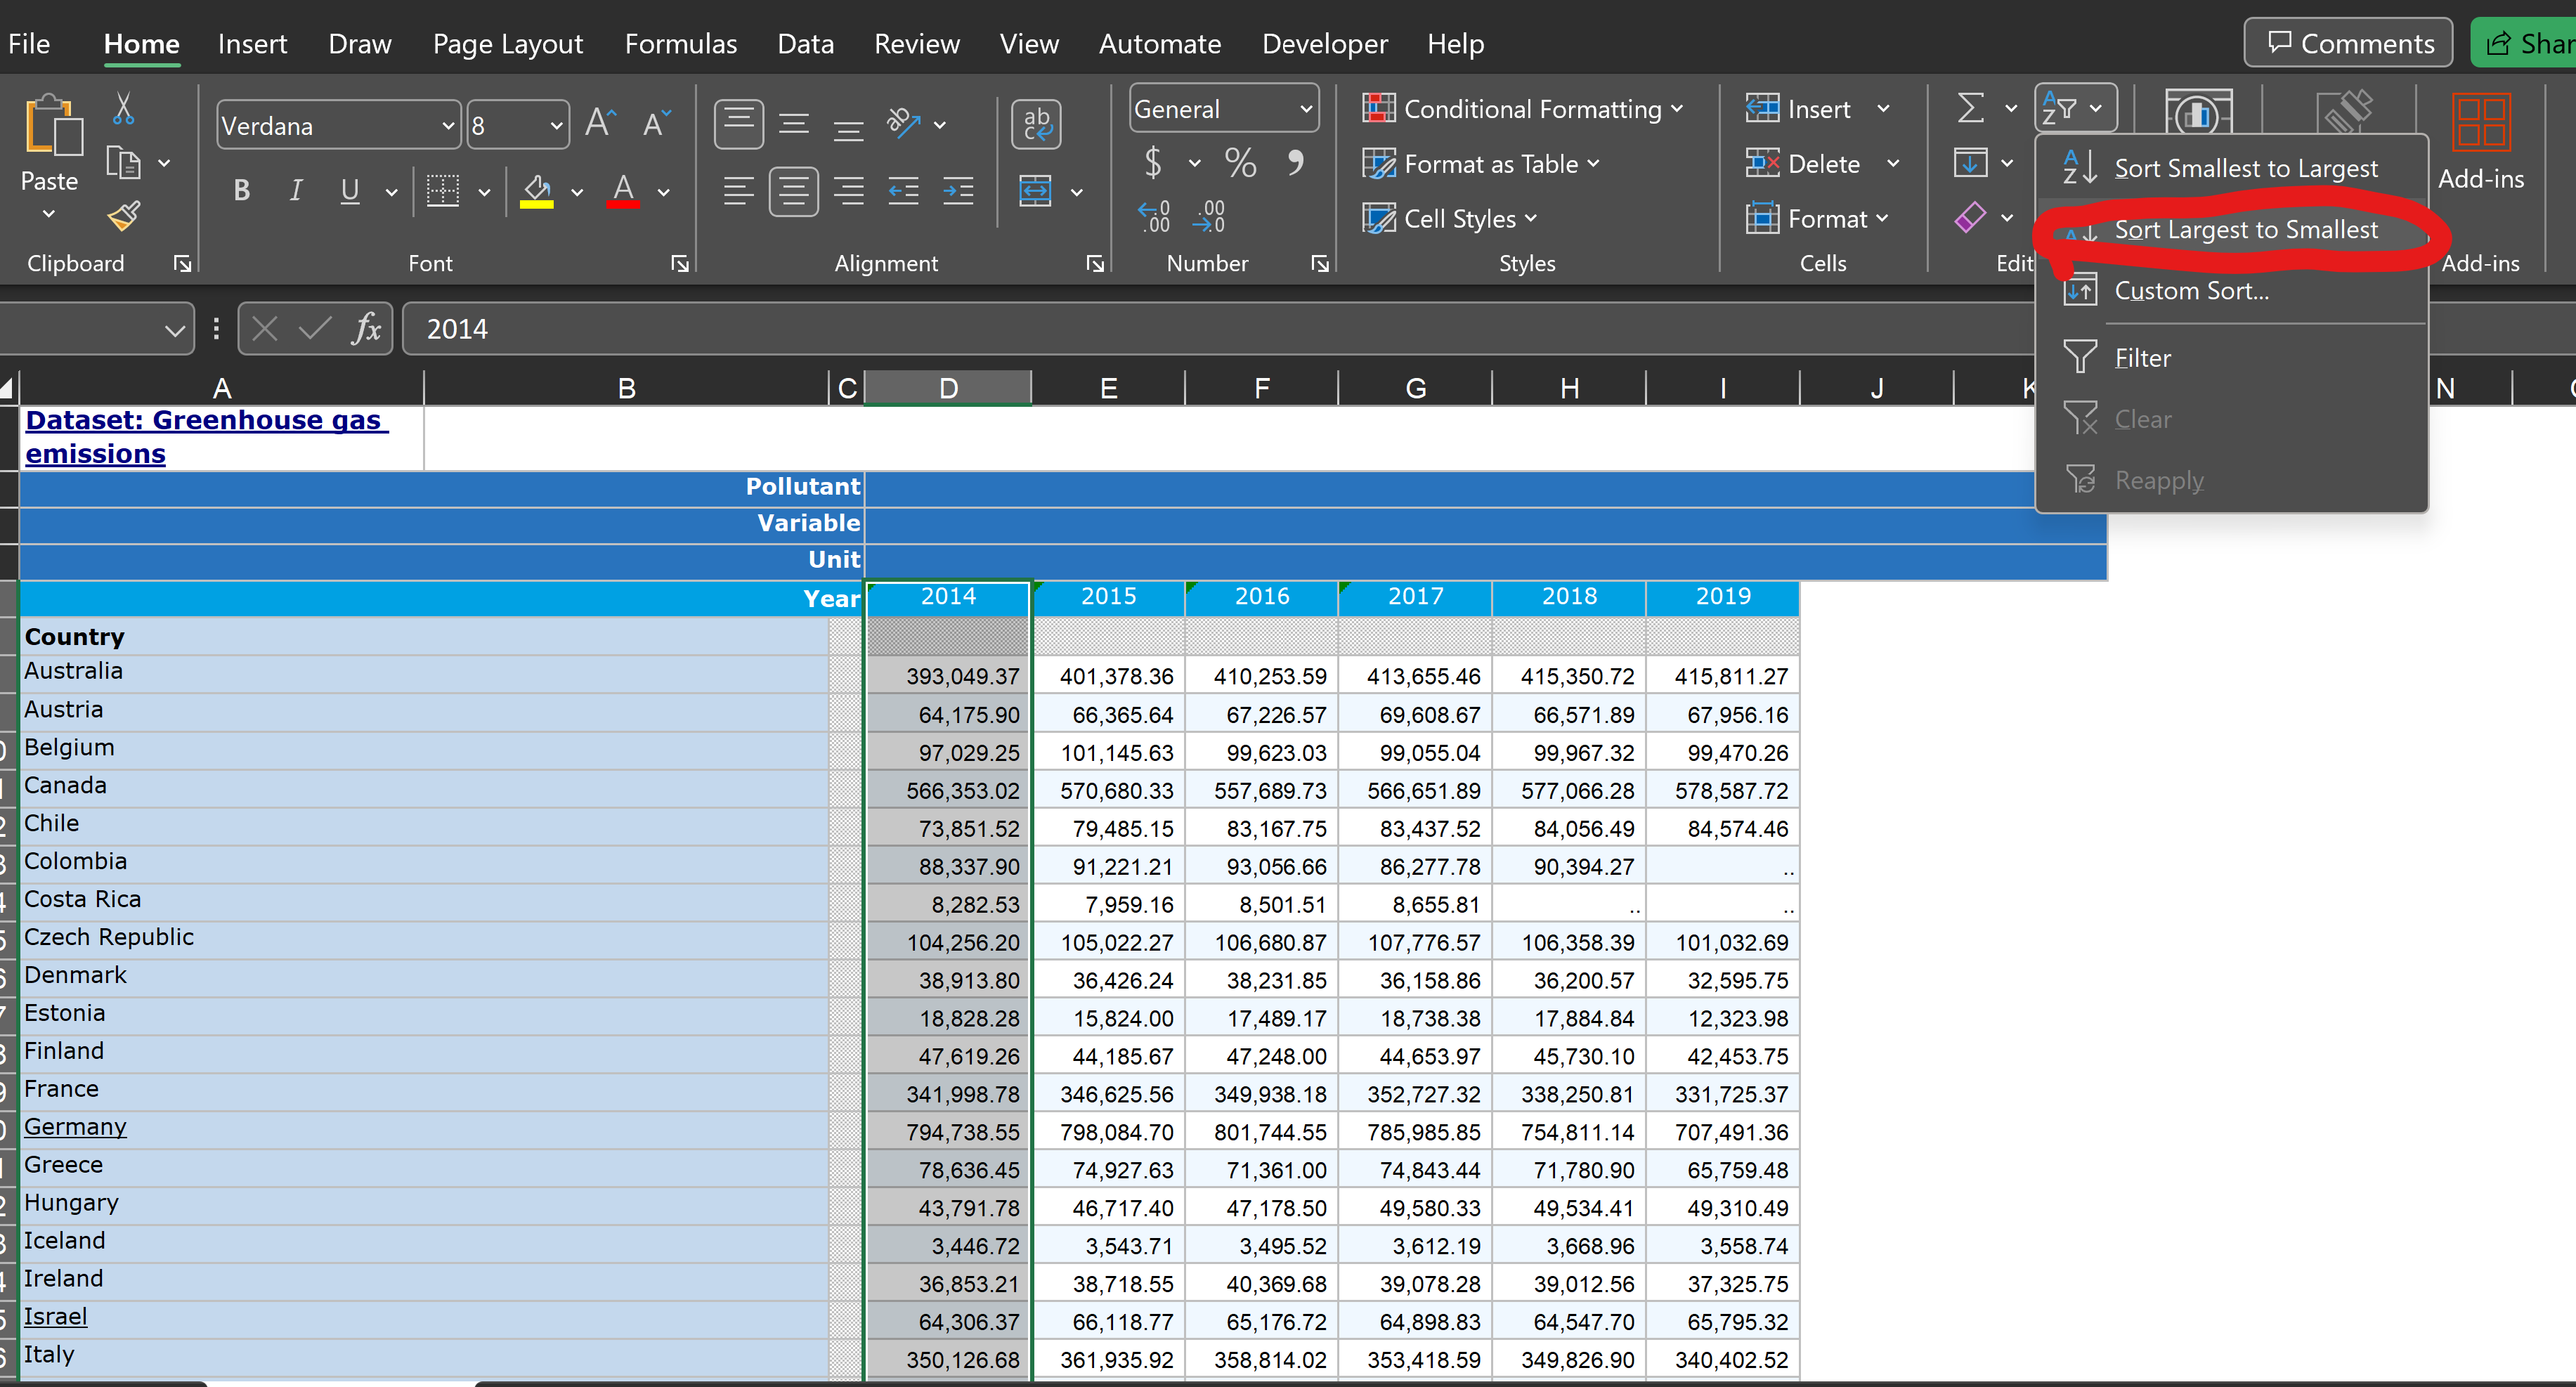 File Home Insert Draw Page Layout Formulas Data Review View Automate Developer Help Comments
Verdana 8 ab General Conditional Formatting Insert
Paste $ % Format as Table Delete Add-ins
B I U A Cell Styles Format
Clipboard Font Alignment Number Styles Cells Add-ins
Sort Smallest to Largest
Sort Largest to Smallest
Custom Sort...
Filter
Clear
Reapply
fx 2014
A B C D E F G H I J K N
Dataset: Greenhouse gas
emissions
Pollutant
Variable
Unit
Year 2014 2015 2016 2017 2018 2019
Country
Australia 393,049.37 401,378.36 410,253.59 413,655.46 415,350.72 415,811.27
Austria 64,175.90 66,365.64 67,226.57 69,608.67 66,571.89 67,956.16
Belgium 97,029.25 101,145.63 99,623.03 99,055.04 99,967.32 99,470.26
Canada 566,353.02 570,680.33 557,689.73 566,651.89 577,066.28 578,587.72
Chile 73,851.52 79,485.15 83,167.75 83,437.52 84,056.49 84,574.46
Colombia 88,337.90 91,221.21 93,056.66 86,277.78 90,394.27 ..
Costa Rica 8,282.53 7,959.16 8,501.51 8,655.81 .. ..
Czech Republic 104,256.20 105,022.27 106,680.87 107,776.57 106,358.39 101,032.69
Denmark 38,913.80 36,426.24 38,231.85 36,158.86 36,200.57 32,595.75
Estonia 18,828.28 15,824.00 17,489.17 18,738.38 17,884.84 12,323.98
Finland 47,619.26 44,185.67 47,248.00 44,653.97 45,730.10 42,453.75
France 341,998.78 346,625.56 349,938.18 352,727.32 338,250.81 331,725.37
Germany 794,738.55 798,084.70 801,744.55 785,985.85 754,811.14 707,491.36
Greece 78,636.45 74,927.63 71,361.00 74,843.44 71,780.90 65,759.48
Hungary 43,791.78 46,717.40 47,178.50 49,580.33 49,534.41 49,310.49
Iceland 3,446.72 3,543.71 3,495.52 3,612.19 3,668.96 3,558.74
Ireland 36,853.21 38,718.55 40,369.68 39,078.28 39,012.56 37,325.75
Israel 64,306.37 66,118.77 65,176.72 64,898.83 64,547.70 65,795.32
Italy 350,126.68 361,935.92 358,814.02 353,418.59 349,826.90 340,402.52